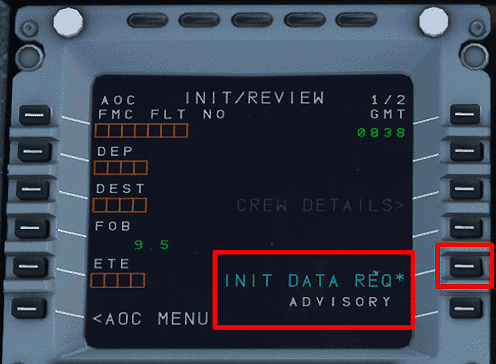 AOC INIT/REVIEW 1/2
FMC FLT NO GMT
0838
DEP
DEST
CREW DETAILS>
FOB
9.5
ETE INIT DATA REQ*
ADVISORY
<AOC MENU